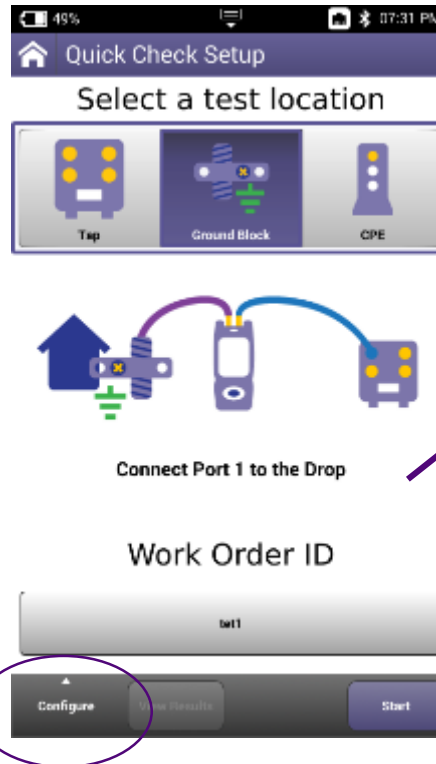 49% 07:31 PM
Quick Check Setup
Select a test location
Tap Ground Block CPE
Connect Port 1 to the Drop
Work Order ID
tet1
Configure View Results Start